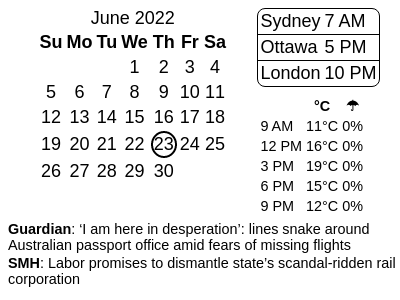 June 2022
Su Mo Tu We Th Fr Sa
1 2 3 4
5 6 7 8 9 10 11
12 13 14 15 16 17 18
19 20 21 22 23 24 25
26 27 28 29 30
Sydney 7 AM
Ottawa 5 PM
London 10 PM
°C ☂
9 AM 11°C 0%
12 PM 16°C 0%
3 PM 19°C 0%
6 PM 15°C 0%
9 PM 12°C 0%
Guardian: ‘I am here in desperation’: lines snake around
Australian passport office amid fears of missing flights
SMH: Labor promises to dismantle state’s scandal-ridden rail
corporation